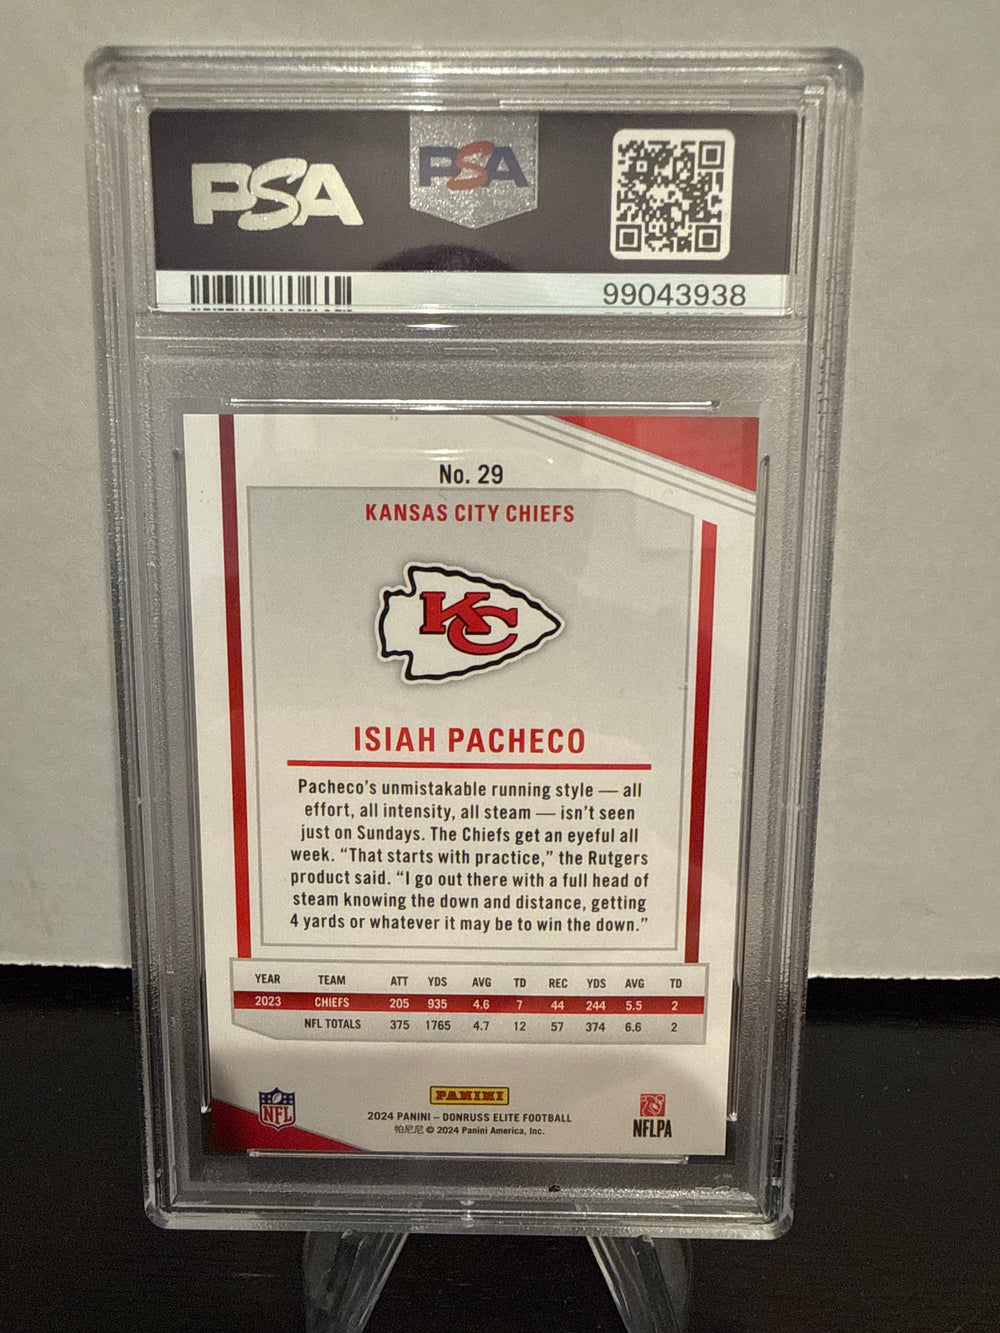 PSA
PSA
99043938
No. 29
KANSAS CITY CHIEFS
KC
ISIAH PACHECO
Pacheco's unmistakable running style — all
effort, all intensity, all steam — isn't seen
just on Sundays. The Chiefs get an eyeful all
week. “That starts with practice,” the Rutgers
product said. “I go out there with a full head of
steam knowing the down and distance, getting
4 yards or whatever it may be to win the down.”
YEAR TEAM ATT YDS AVG TD REC YDS AVG TD
2023 CHIEFS 205 935 4.6 7 44 244 5.5 2
NFL TOTALS 375 1765 4.7 12 57 374 6.6 2
NFL
PANINI
2024 PANINI – DONRUSS ELITE FOOTBALL
帕尼尼 © 2024 Panini America, Inc.
NFLPA